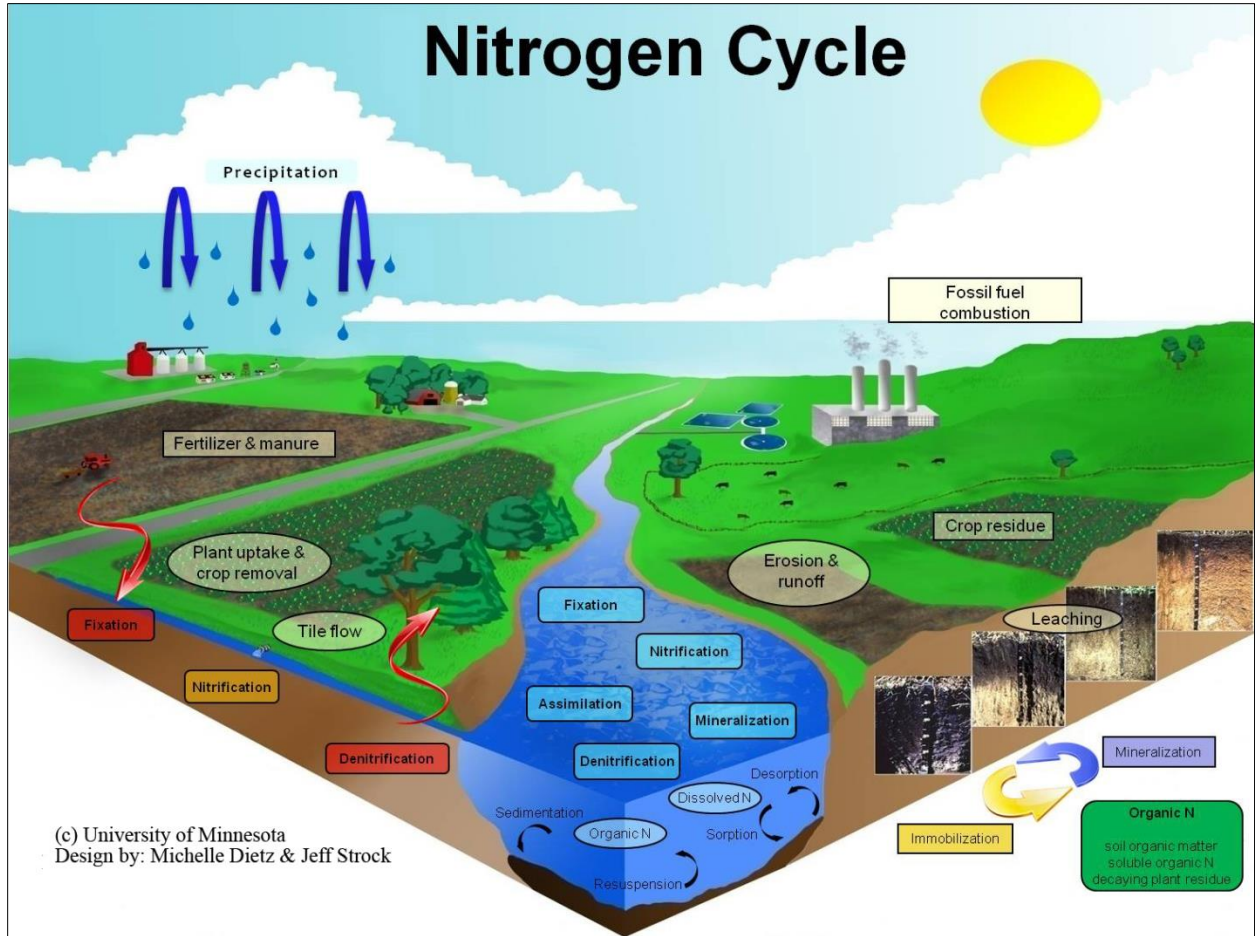 Nitrogen Cycle
Precipitation
Fossil fuel
combustion
Fertilizer & manure
Crop residue
Plant uptake &
crop removal
Erosion &
runoff
Fixation
Leaching
Fixation
Tile flow
Nitrification
Nitrification
Assimilation
Mineralization
Denitrification
Denitrification
Mineralization
Desorption
Dissolved N
Sedimentation
Organic N
Sorption
Immobilization
Resuspension
Organic N
soil organic matter
soluble organic N
decaying plant residue
(c) University of Minnesota
Design by: Michelle Dietz & Jeff Strock